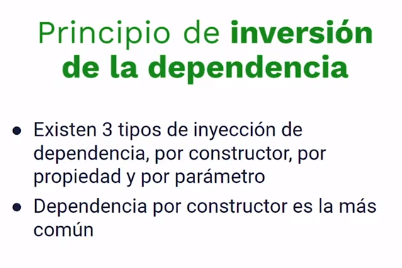 Principio de inversión
de la dependencia
● Existen 3 tipos de inyección de
dependencia, por constructor, por
propiedad y por parámetro
● Dependencia por constructor es la más
común